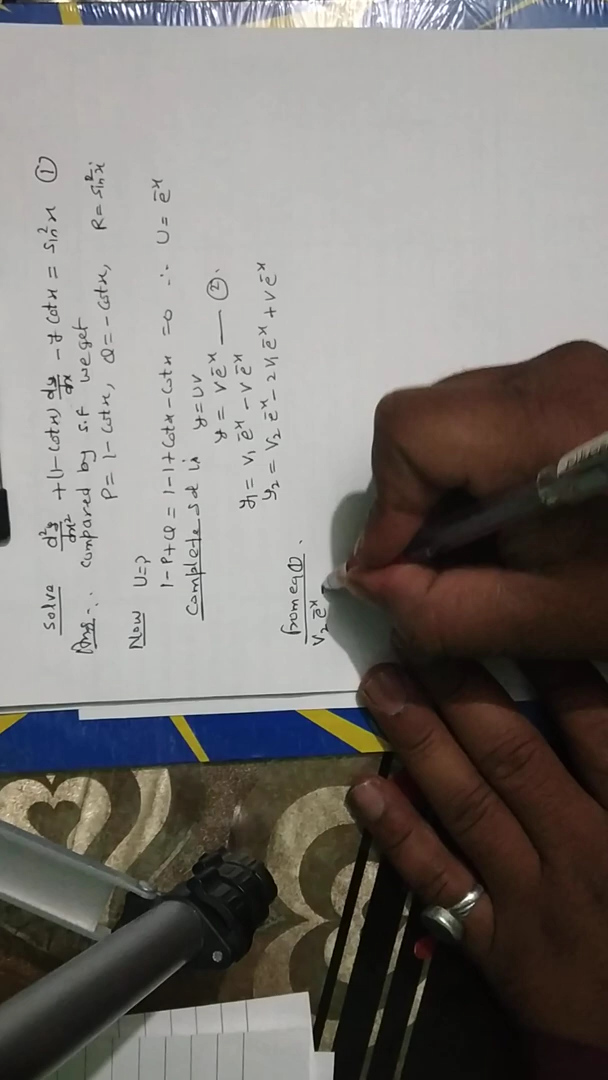 Solve d²y/dx² + (1-cotx) dy/dx - y cotx = sin²x ①
Ans:- compared by S.F we get
P = 1-cotx, Q = -cotx, R = sin²x
Now U=?
1-P+Q = 1-1+cotx-cotx = 0 ∴ U = e⁻ˣ
Complete sol is y = UV
y = Ve⁻ˣ —— ②.
y₁ = V₁e⁻ˣ - Ve⁻ˣ
y₂ = V₂e⁻ˣ - 2V₁e⁻ˣ + Ve⁻ˣ
from eq ①.
V₂e⁻ˣ